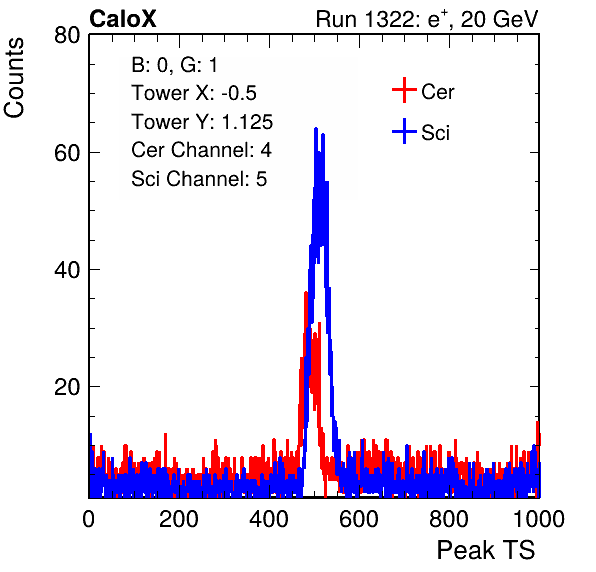 CaloX
Run 1322: e+, 20 GeV
Counts
80
60
40
20
B: 0, G: 1
Tower X: -0.5
Tower Y: 1.125
Cer Channel: 4
Sci Channel: 5
Cer
Sci
0 200 400 600 800 1000
Peak TS